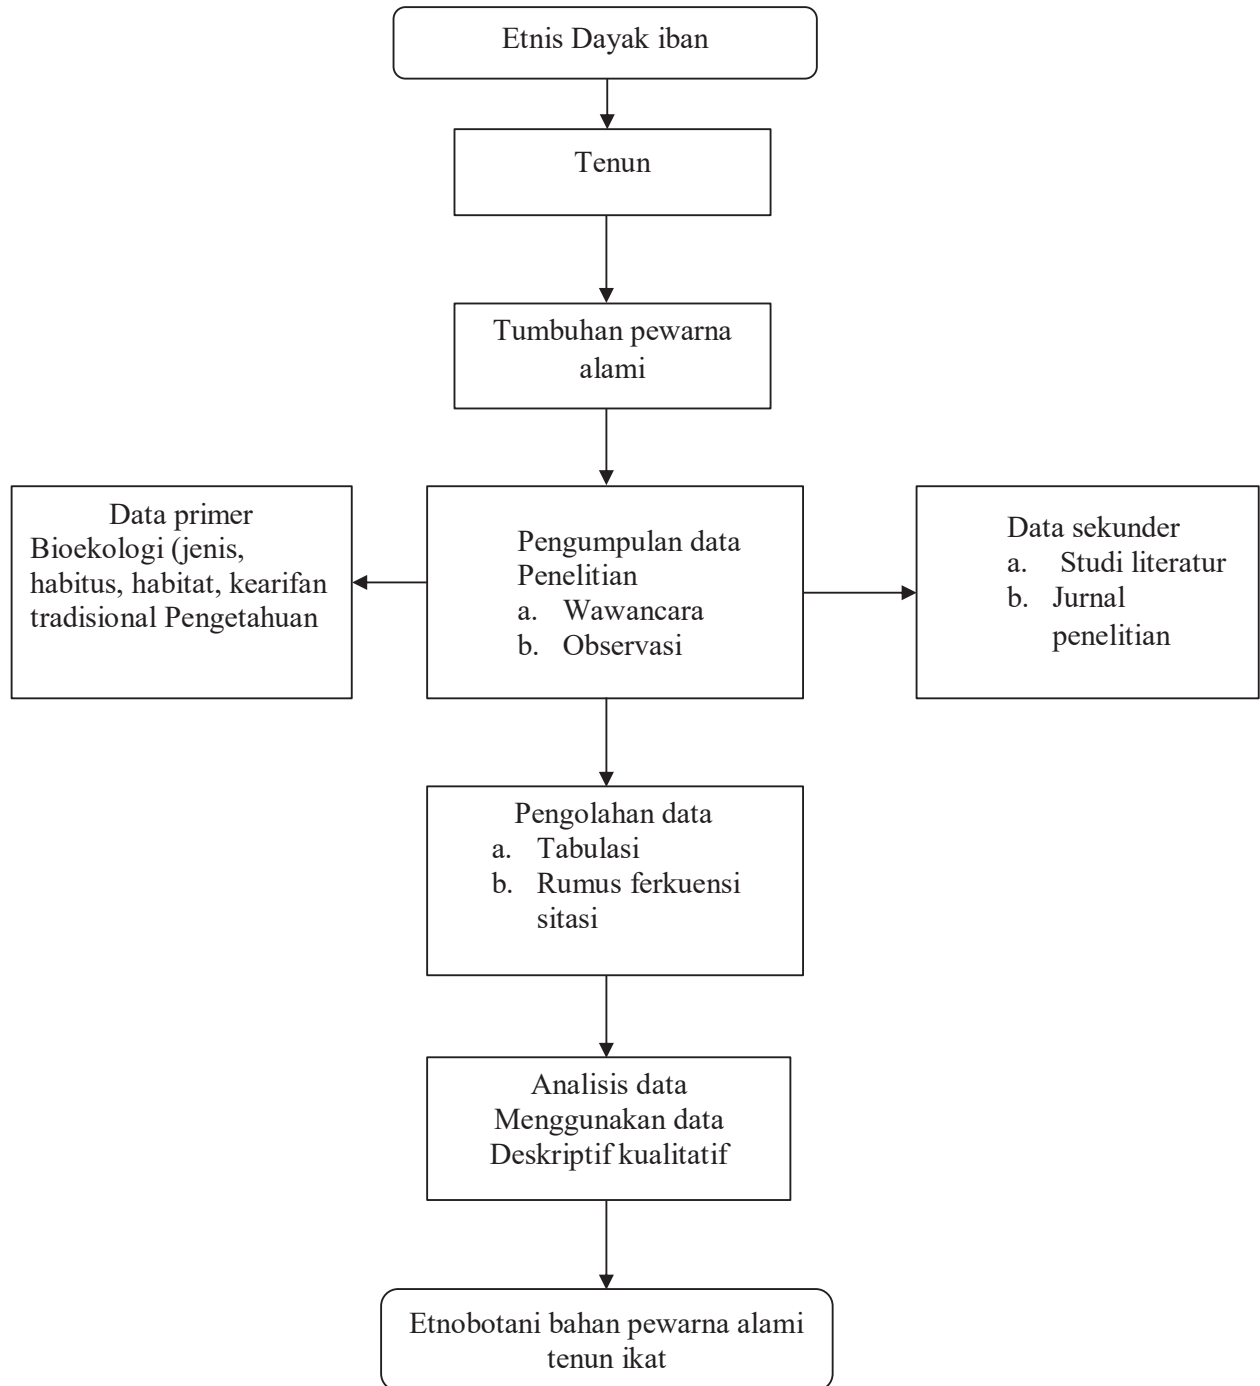 Etnis Dayak iban
Tenun
Tumbuhan pewarna
alami
Data primer
Bioekologi (jenis,
habitus, habitat, kearifan
tradisional Pengetahuan
Pengumpulan data
Penelitian
a. Wawancara
b. Observasi
Data sekunder
a. Studi literatur
b. Jurnal
penelitian
Pengolahan data
a. Tabulasi
b. Rumus ferkuensi
sitasi
Analisis data
Menggunakan data
Deskriptif kualitatif
Etnobotani bahan pewarna alami
tenun ikat